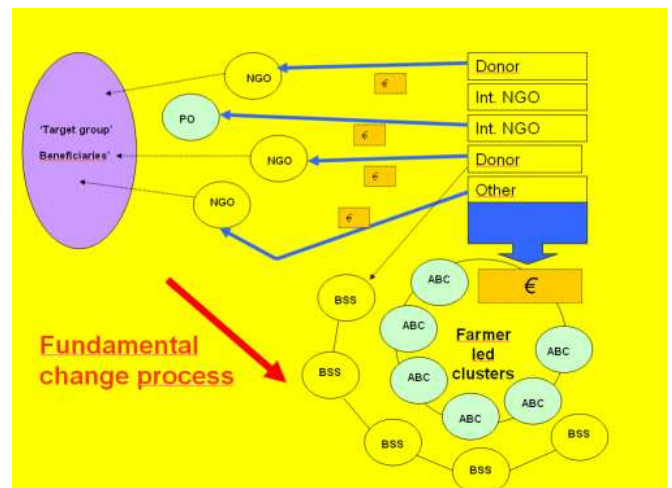 Donor
NGO
€
Int. NGO
PO
Int. NGO
€
'Target group'
Beneficiaries'
NGO
Donor
€
Other
NGO
€
€
ABC
BSS
ABC
Farmer
led
clusters
ABC
Fundamental
change process
BSS
ABC
ABC
ABC
BSS
BSS
BSS